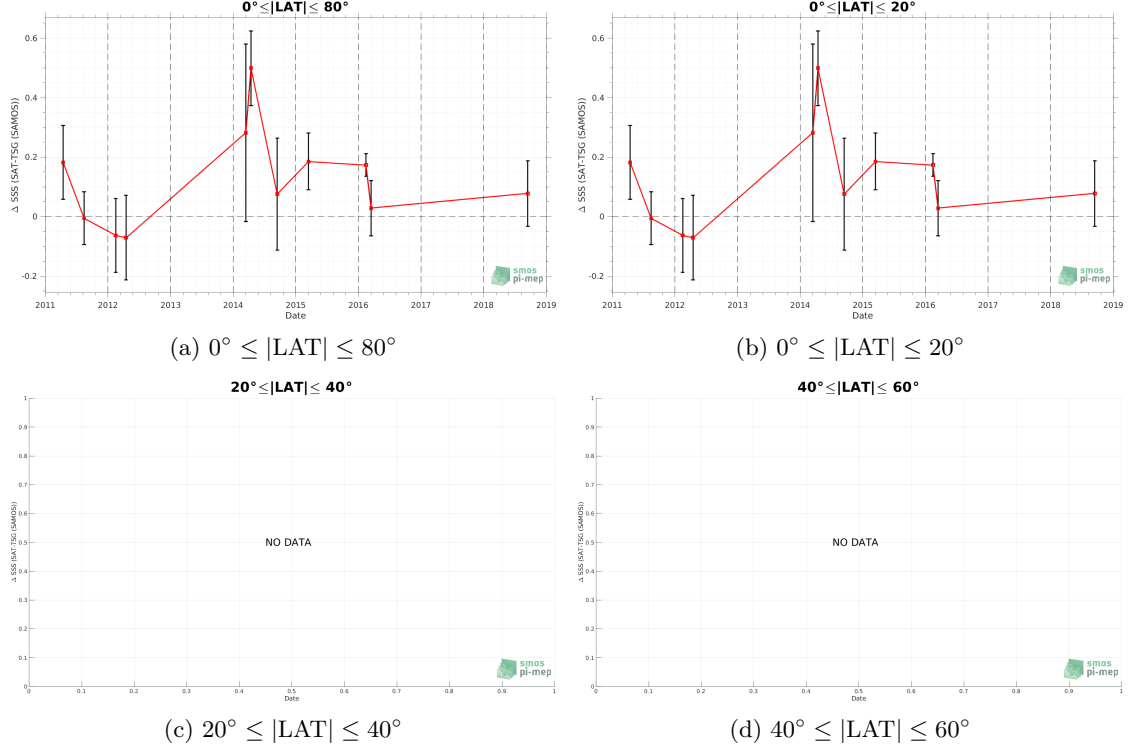 0°≤|LAT|≤ 80°
Δ SSS (SAT-TSG (SAMOS))
0.6
0.4
0.2
0
-0.2
2011 2012 2013 2014 2015 2016 2017 2018 2019
Date
smos
pi-mep
(a) 0° ≤ |LAT| ≤ 80°
0°≤|LAT|≤ 20°
Δ SSS (SAT-TSG (SAMOS))
0.6
0.4
0.2
0
-0.2
2011 2012 2013 2014 2015 2016 2017 2018 2019
Date
smos
pi-mep
(b) 0° ≤ |LAT| ≤ 20°
20°≤|LAT|≤ 40°
Δ SSS (SAT-TSG (SAMOS))
1
0.9
0.8
0.7
0.6
0.5
0.4
0.3
0.2
0.1
0
NO DATA
0 0.1 0.2 0.3 0.4 0.5 0.6 0.7 0.8 0.9 1
Date
smos
pi-mep
(c) 20° ≤ |LAT| ≤ 40°
40°≤|LAT|≤ 60°
Δ SSS (SAT-TSG (SAMOS))
1
0.9
0.8
0.7
0.6
0.5
0.4
0.3
0.2
0.1
0
NO DATA
0 0.1 0.2 0.3 0.4 0.5 0.6 0.7 0.8 0.9 1
Date
smos
pi-mep
(d) 40° ≤ |LAT| ≤ 60°